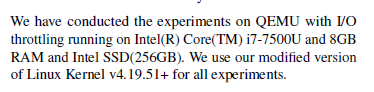 We have conducted the experiments on QEMU with I/O
throttling running on Intel(R) Core(TM) i7-7500U and 8GB
RAM and Intel SSD(256GB). We use our modified version
of Linux Kernel v4.19.51+ for all experiments.